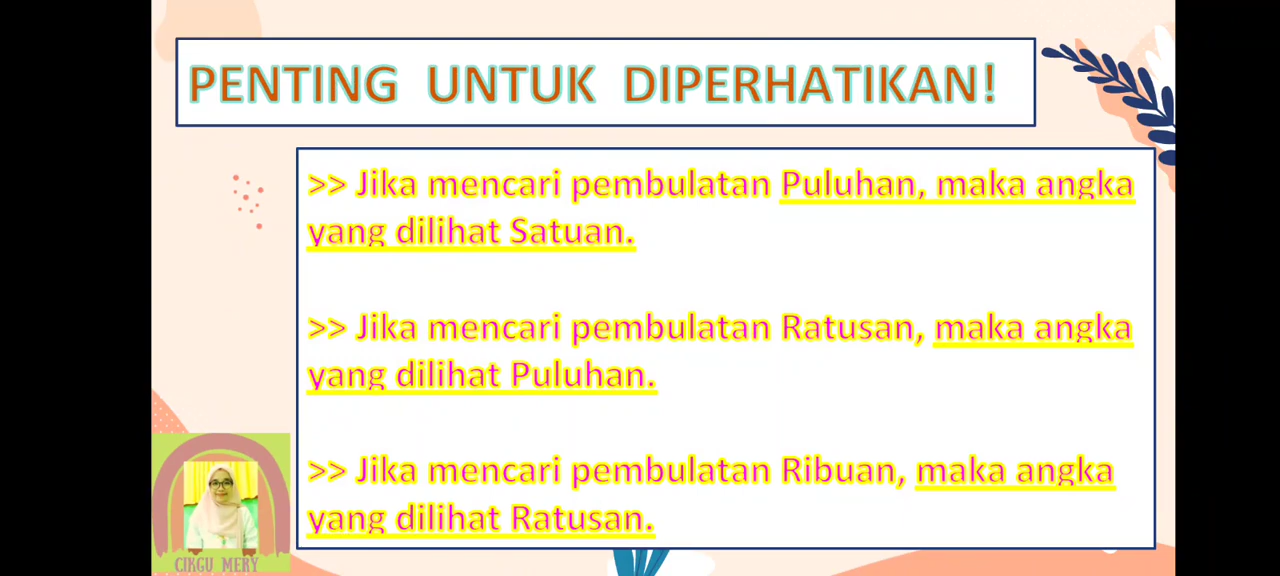 PENTING UNTUK DIPERHATIKAN!
>> Jika mencari pembulatan Puluhan, maka angka
yang dilihat Satuan.
>> Jika mencari pembulatan Ratusan, maka angka
yang dilihat Puluhan.
>> Jika mencari pembulatan Ribuan, maka angka
yang dilihat Ratusan.
CIKGU MERY